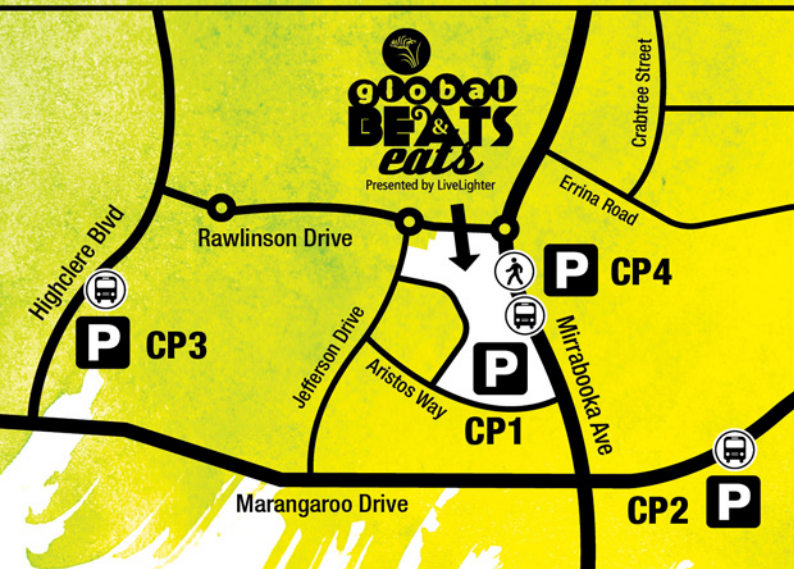 global
BEATS
&
eats
Presented by LiveLighter
Crabtree Street
Errina Road
Rawlinson Drive
Highclere Blvd
P CP4
P CP3
Jefferson Drive
Mirrabooka Ave
P
Aristos Way
CP1
Marangaroo Drive
CP2 P